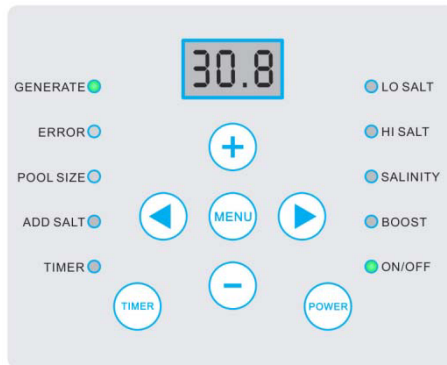 30.8
GENERATE
LO SALT
ERROR
HI SALT
+
POOL SIZE
SALINITY
MENU
ADD SALT
BOOST
TIMER
ON/OFF
−
TIMER
POWER